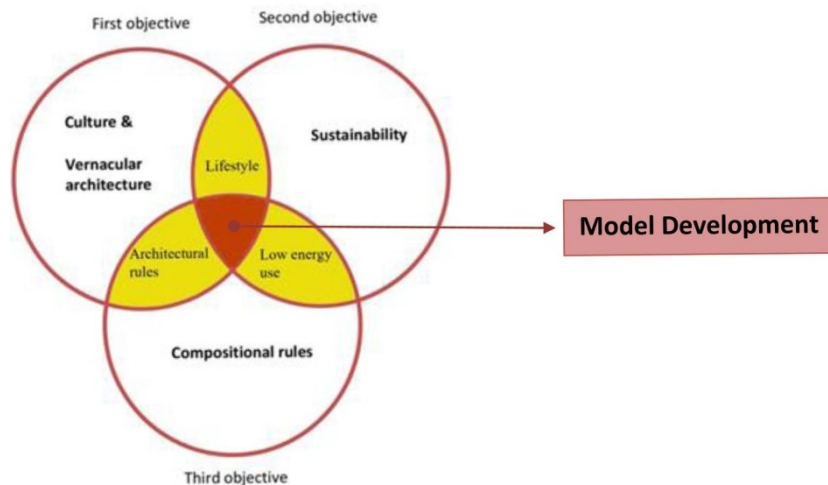 First objective
Second objective
Culture &
Vernacular
architecture
Sustainability
Lifestyle
Model Development
Architectural
rules
Low energy
use
Compositional rules
Third objective